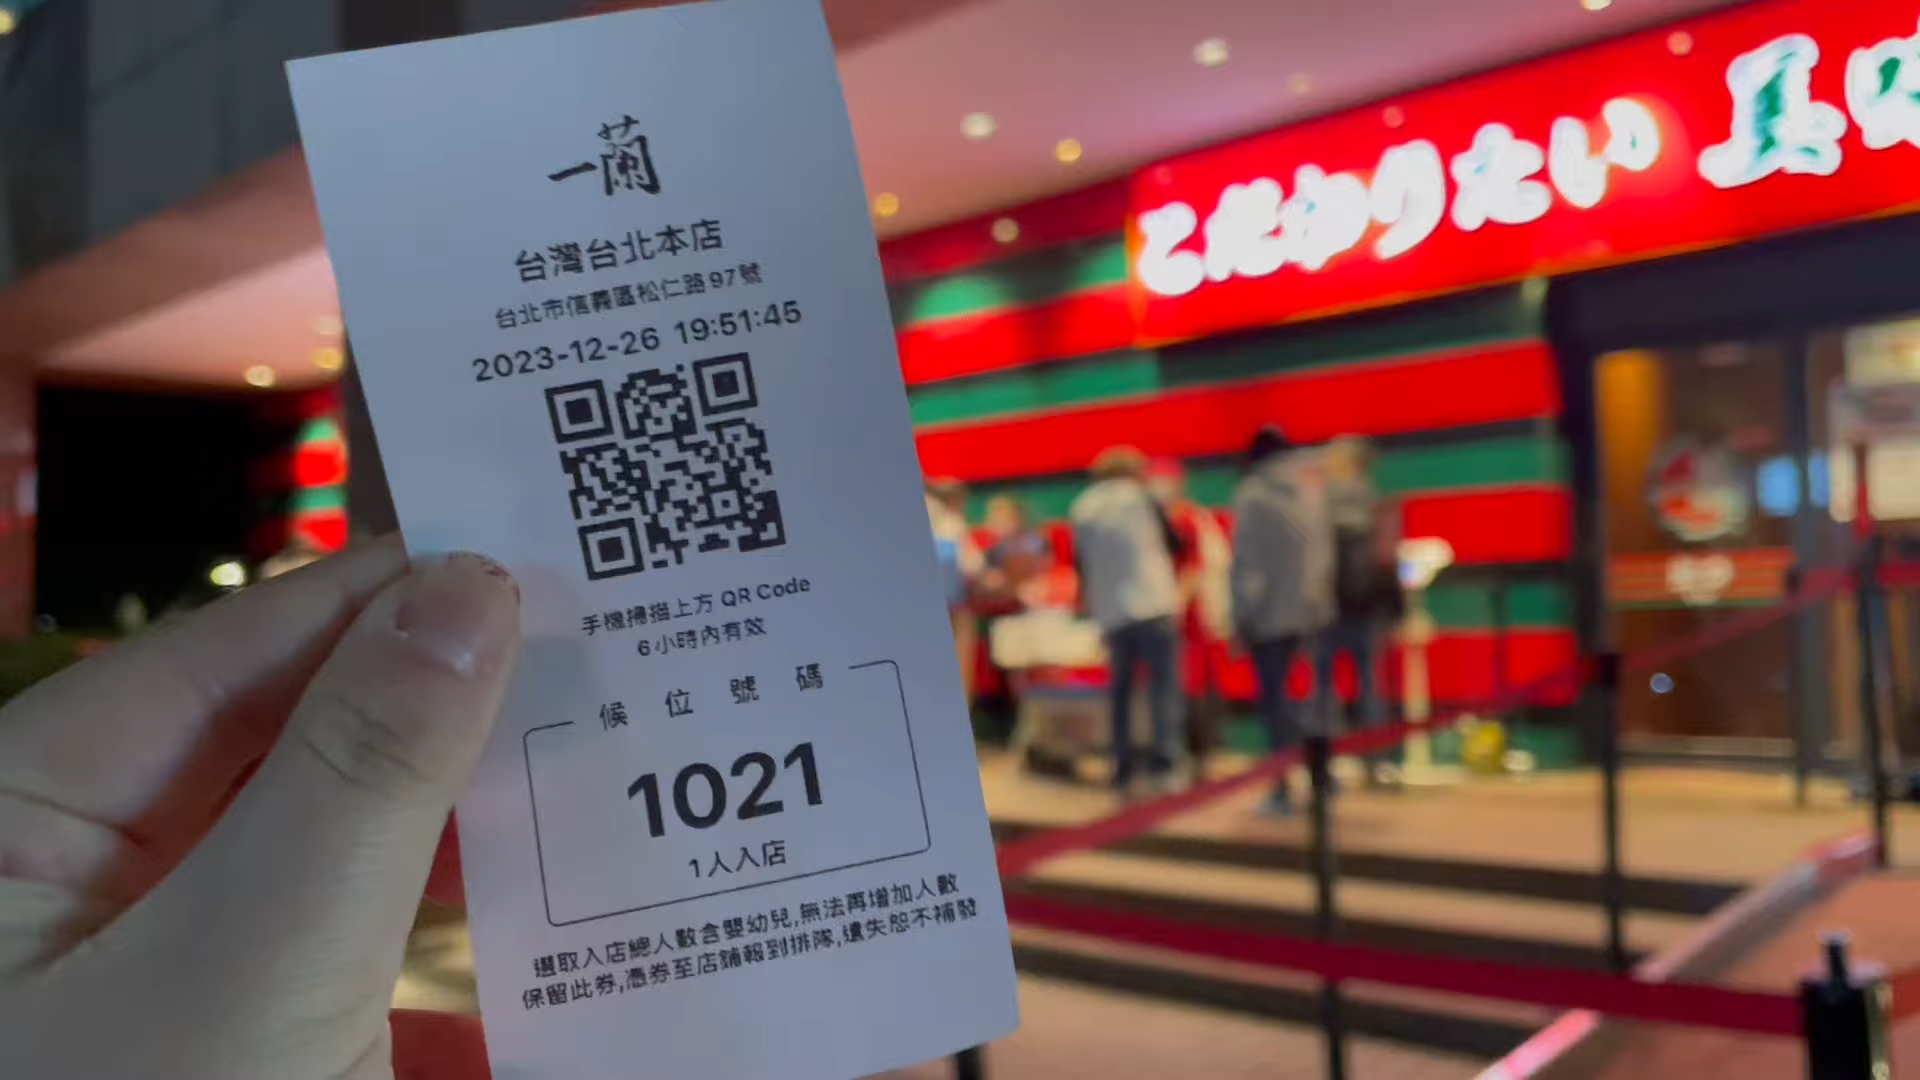 一蘭
台灣台北本店
台北市信義區松仁路97號
2023-12-26 19:51:45
手機掃描上方 QR Code
6小時內有效
候位號碼
1021
1人入店
選取入店總人數含嬰幼兒,無法再增加人數
保留此券,憑券至店舖報到排隊,遺失恕不補發
こだわりたい 具